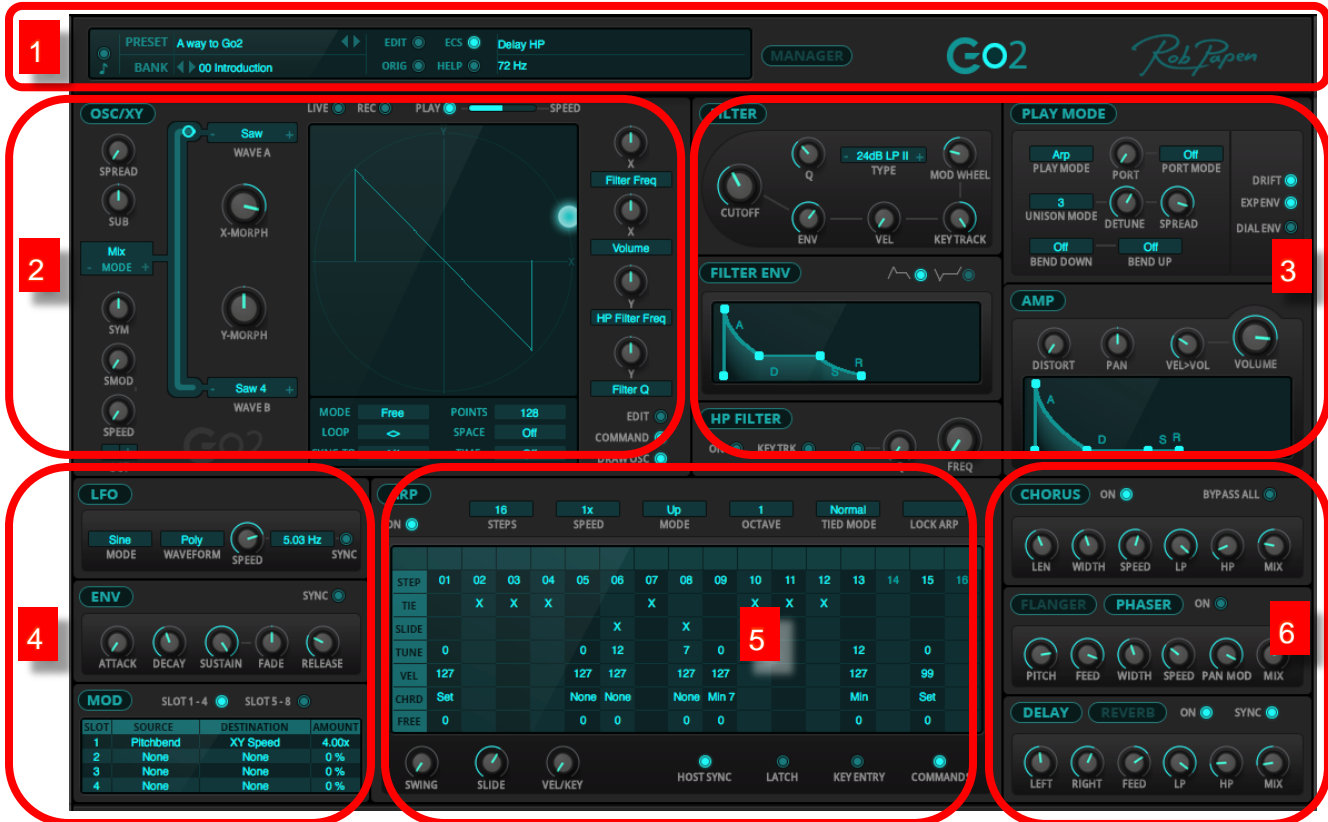 1
PRESET A way to Go2
BANK 00 Introduction
EDIT ECS Delay HP
ORIG HELP 72 Hz
MANAGER
GO2
Rob Papen
2
OSC/XY
LIVE REC PLAY SPEED
SPREAD
SUB
Mix
- MODE +
SYM
SMOD
SPEED
- Saw +
WAVE A
X-MORPH
Y-MORPH
- Saw 4 +
WAVE B
GO2
Y
X
X
Filter Freq
X
Volume
Y
HP Filter Freq
Y
Filter Q
MODE Free POINTS 128
LOOP <> SPACE Off
EDIT
COMMAND
DRAW OSC
FILTER
CUTOFF
Q
- 24dB LP II +
TYPE
MOD WHEEL
ENV VEL KEY TRACK
FILTER ENV
A D S R
HP FILTER
ON KEY TRK
FREQ
3
PLAY MODE
Arp Off
PLAY MODE PORT PORT MODE
3
UNISON MODE DETUNE SPREAD
Off Off
BEND DOWN BEND UP
DRIFT
EXP ENV
DIAL ENV
AMP
DISTORT PAN VEL>VOL VOLUME
A D S R
4
LFO
Sine Poly 5.03 Hz
MODE WAVEFORM SPEED SYNC
ENV SYNC
ATTACK DECAY SUSTAIN FADE RELEASE
MOD SLOT 1 - 4 SLOT 5 - 8
SLOT SOURCE DESTINATION AMOUNT
1 Pitchbend XY Speed 4.00x
2 None None 0 %
3 None None 0 %
4 None None 0 %
5
ARP
ON
16 1x Up 1 Normal
STEPS SPEED MODE OCTAVE TIED MODE LOCK ARP
STEP 01 02 03 04 05 06 07 08 09 10 11 12 13 14 15 16
TIE X X X X X X X
SLIDE X X
TUNE 0 0 12 7 0 12 0
VEL 127 127 127 127 127 127 99
CHRD Set None None None Min 7 Min Set
FREE 0 0 0 0 0 0 0
SWING SLIDE VEL/KEY HOST SYNC LATCH KEY ENTRY COMMANDS
6
CHORUS ON BYPASS ALL
LEN WIDTH SPEED LP HP MIX
FLANGER PHASER ON
PITCH FEED WIDTH SPEED PAN MOD MIX
DELAY REVERB ON SYNC
LEFT RIGHT FEED LP HP MIX